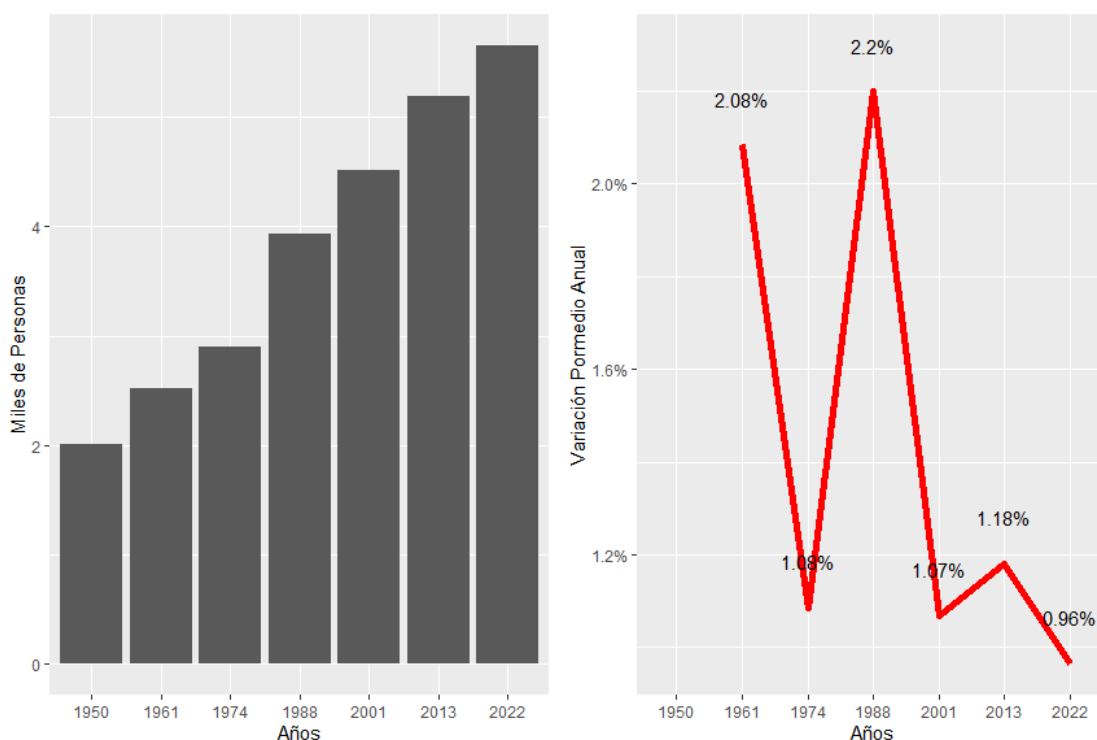 Miles de Personas
4
2
0
1950 1961 1974 1988 2001 2013 2022
Años
Variación Pormedio Anual
2.0%
1.6%
1.2%
2.08%
1.08%
2.2%
1.07%
1.18%
0.96%
1950 1961 1974 1988 2001 2013 2022
Años